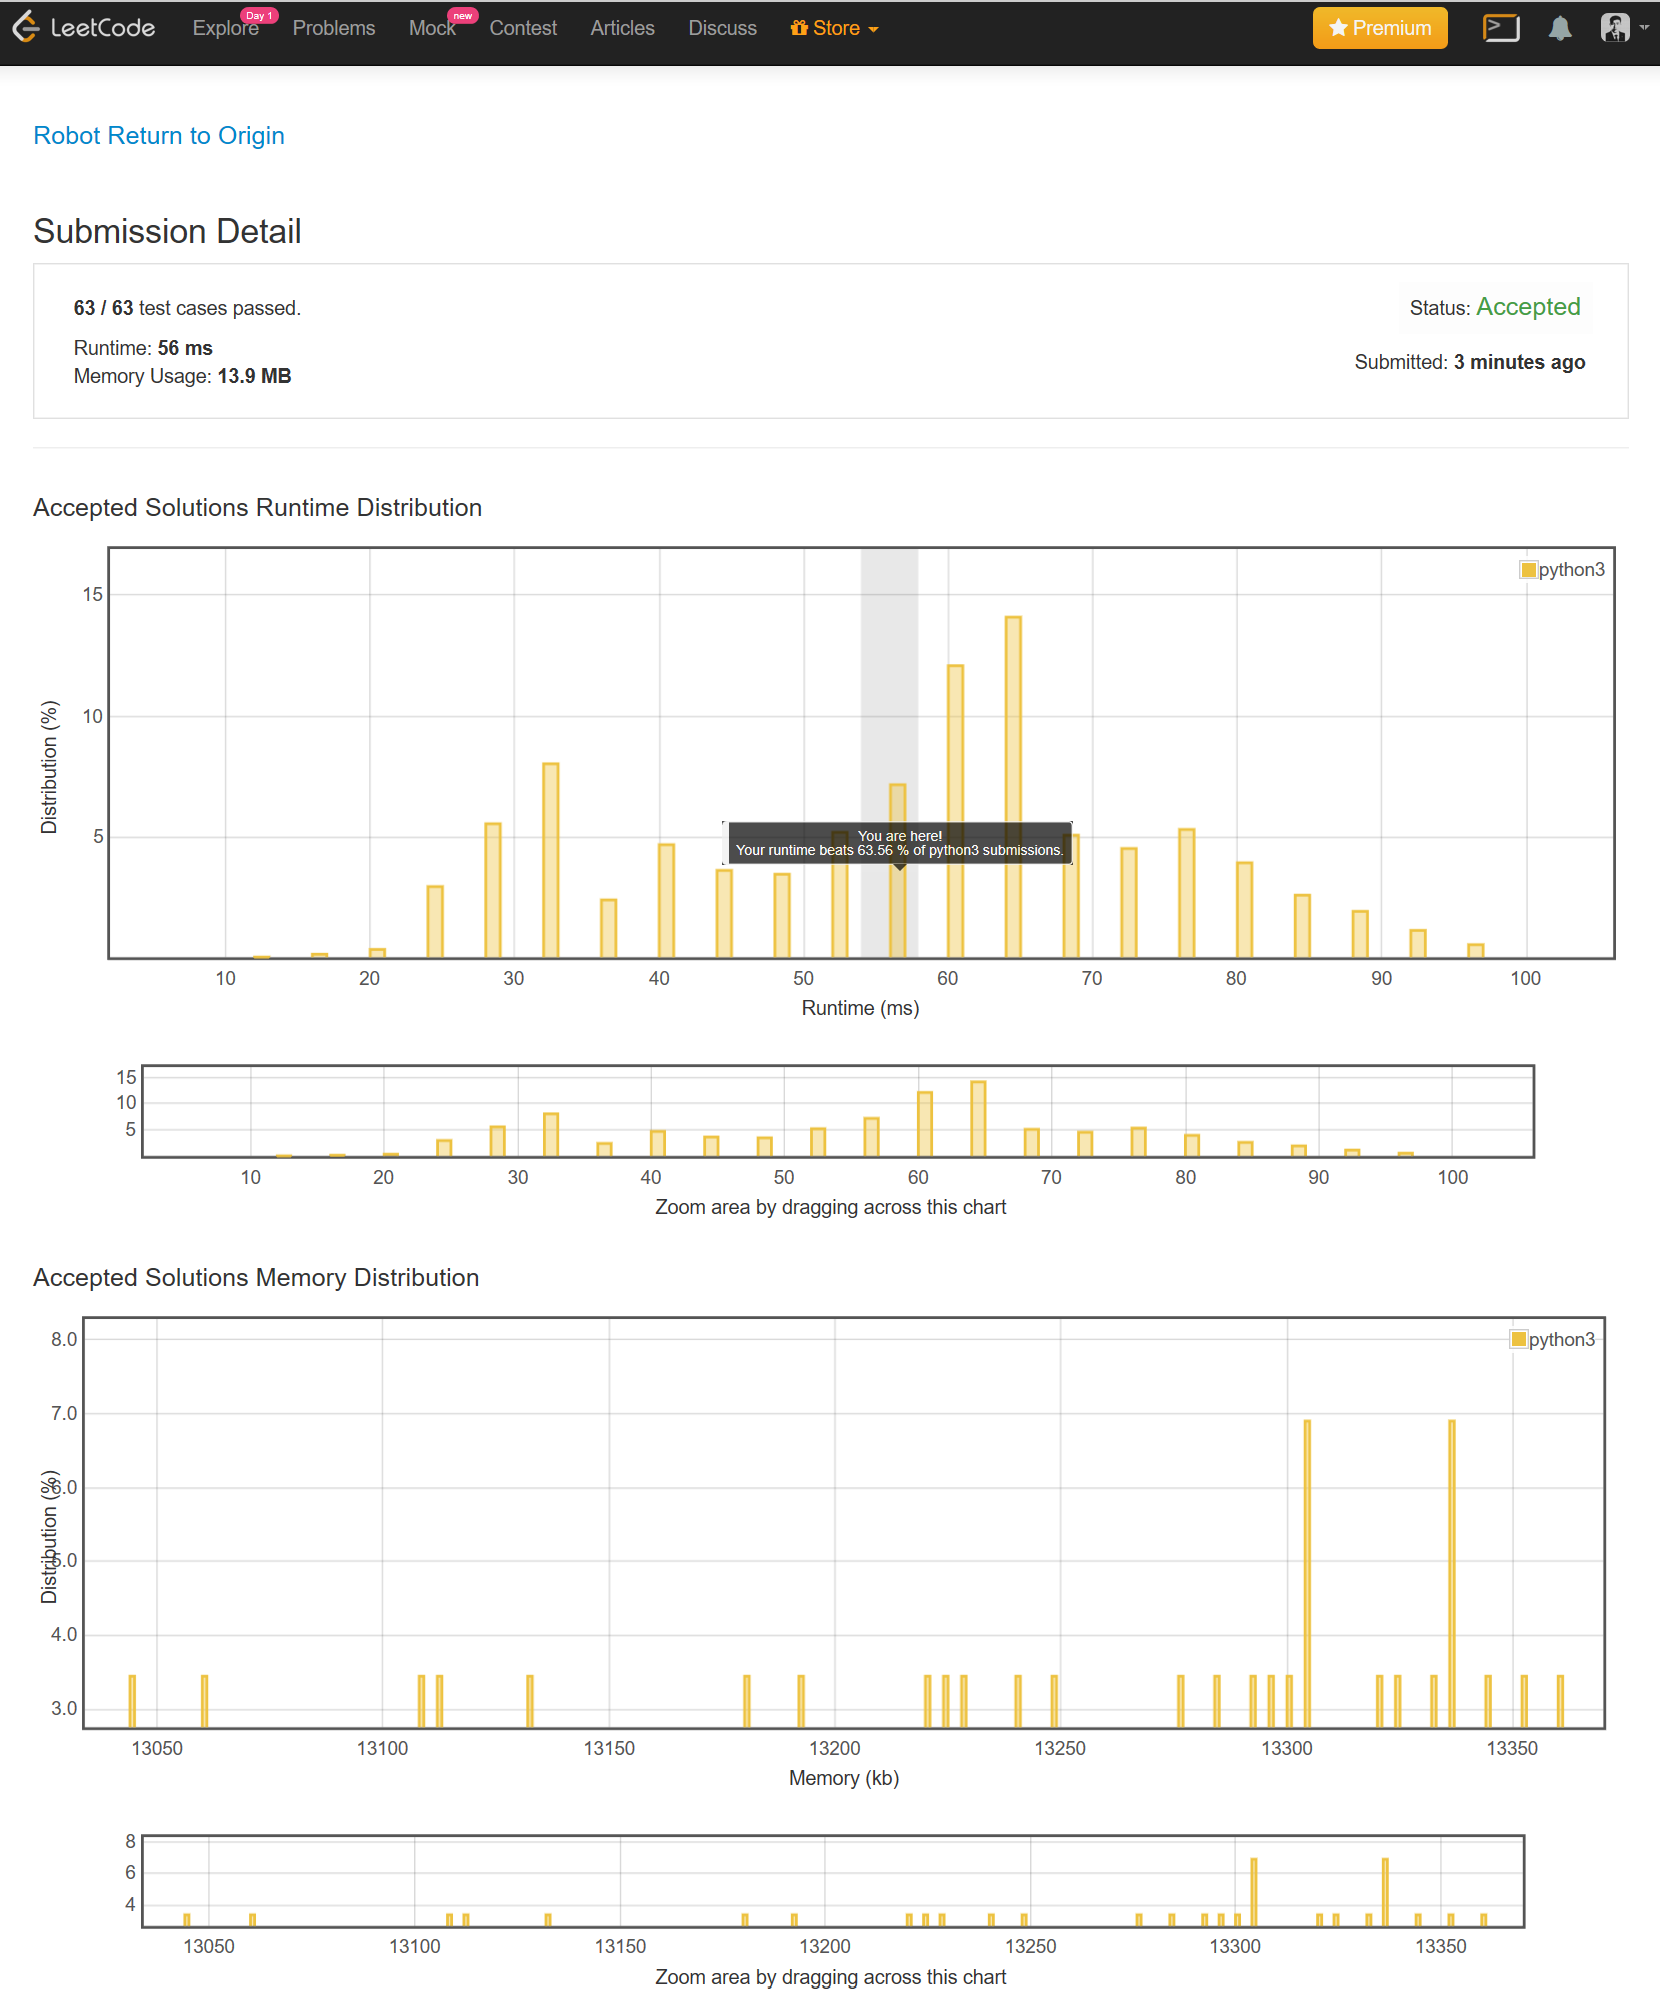 LeetCode Explore Day 1 Problems Mock new Contest Articles Discuss Store Premium
Robot Return to Origin
Submission Detail
63 / 63 test cases passed.
Status: Accepted
Runtime: 56 ms
Memory Usage: 13.9 MB
Submitted: 3 minutes ago
Accepted Solutions Runtime Distribution
python3
15
10
5
Distribution (%)
You are here!
Your runtime beats 63.56 % of python3 submissions.
10 20 30 40 50 60 70 80 90 100
Runtime (ms)
15
10
5
10 20 30 40 50 60 70 80 90 100
Zoom area by dragging across this chart
Accepted Solutions Memory Distribution
python3
8.0
7.0
6.0
5.0
4.0
3.0
Distribution (%)
13050 13100 13150 13200 13250 13300 13350
Memory (kb)
8
6
4
13050 13100 13150 13200 13250 13300 13350
Zoom area by dragging across this chart